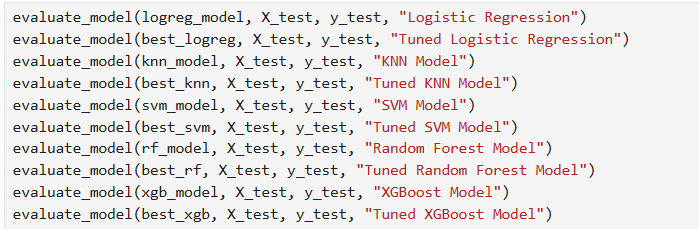 evaluate_model(logreg_model, X_test, y_test, "Logistic Regression")
evaluate_model(best_logreg, X_test, y_test, "Tuned Logistic Regression")
evaluate_model(knn_model, X_test, y_test, "KNN Model")
evaluate_model(best_knn, X_test, y_test, "Tuned KNN Model")
evaluate_model(svm_model, X_test, y_test, "SVM Model")
evaluate_model(best_svm, X_test, y_test, "Tuned SVM Model")
evaluate_model(rf_model, X_test, y_test, "Random Forest Model")
evaluate_model(best_rf, X_test, y_test, "Tuned Random Forest Model")
evaluate_model(xgb_model, X_test, y_test, "XGBoost Model")
evaluate_model(best_xgb, X_test, y_test, "Tuned XGBoost Model")